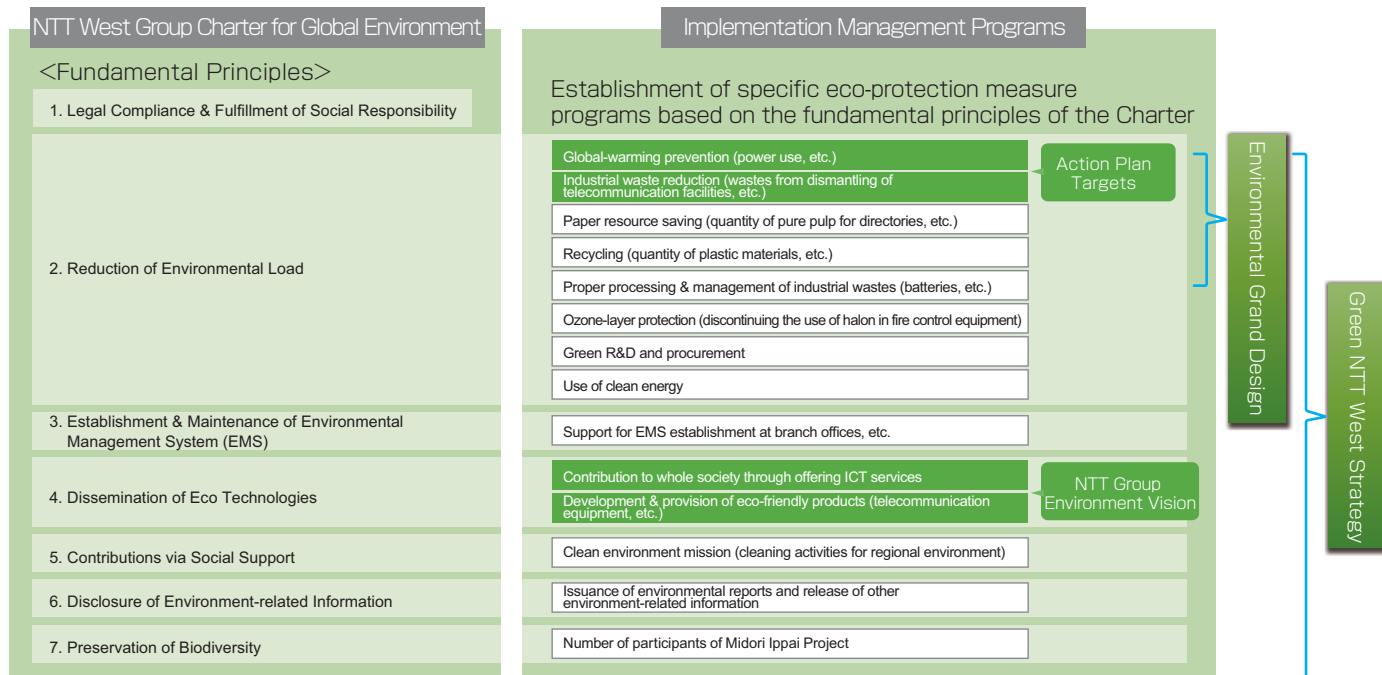 NTT West Group Charter for Global Environment
<Fundamental Principles>
1. Legal Compliance & Fulfillment of Social Responsibility
2. Reduction of Environmental Load
3. Establishment & Maintenance of Environmental
Management System (EMS)
4. Dissemination of Eco Technologies
5. Contributions via Social Support
6. Disclosure of Environment-related Information
7. Preservation of Biodiversity
Implementation Management Programs
Establishment of specific eco-protection measure
programs based on the fundamental principles of the Charter
Global-warming prevention (power use, etc.)
Industrial waste reduction (wastes from dismantling of
telecommunication facilities, etc.)
Action Plan
Targets
Paper resource saving (quantity of pure pulp for directories, etc.)
Recycling (quantity of plastic materials, etc.)
Proper processing & management of industrial wastes (batteries, etc.)
Ozone-layer protection (discontinuing the use of halon in fire control equipment)
Green R&D and procurement
Use of clean energy
Support for EMS establishment at branch offices, etc.
Contribution to whole society through offering ICT services
Development & provision of eco-friendly products (telecommunication
equipment, etc.)
NTT Group
Environment Vision
Clean environment mission (cleaning activities for regional environment)
Issuance of environmental reports and release of other
environment-related information
Number of participants of Midori Ippai Project
Environmental Grand Design
Green NTT West Strategy